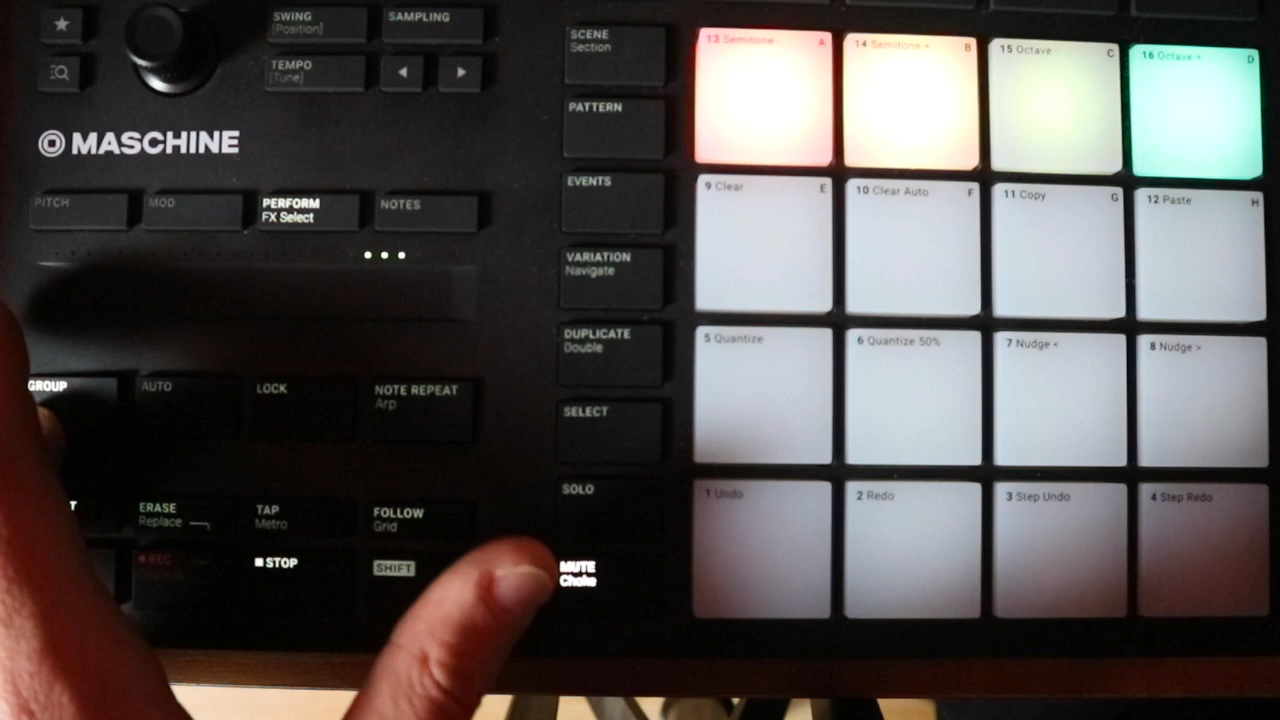 SWING
[Position]
SAMPLING
TEMPO
[Tune]
MASCHINE
PITCH
MOD
PERFORM
FX Select
NOTES
GROUP
AUTO
LOCK
NOTE REPEAT
Arp
ERASE
Replace
TAP
Metro
FOLLOW
Grid
REC
STOP
SHIFT
SCENE
Section
PATTERN
EVENTS
VARIATION
Navigate
DUPLICATE
Double
SELECT
SOLO
MUTE
Choke
13 Semitone - A
14 Semitone + B
15 Octave - C
16 Octave + D
9 Clear E
10 Clear Auto F
11 Copy G
12 Paste H
5 Quantize
6 Quantize 50%
7 Nudge <
8 Nudge >
1 Undo
2 Redo
3 Step Undo
4 Step Redo